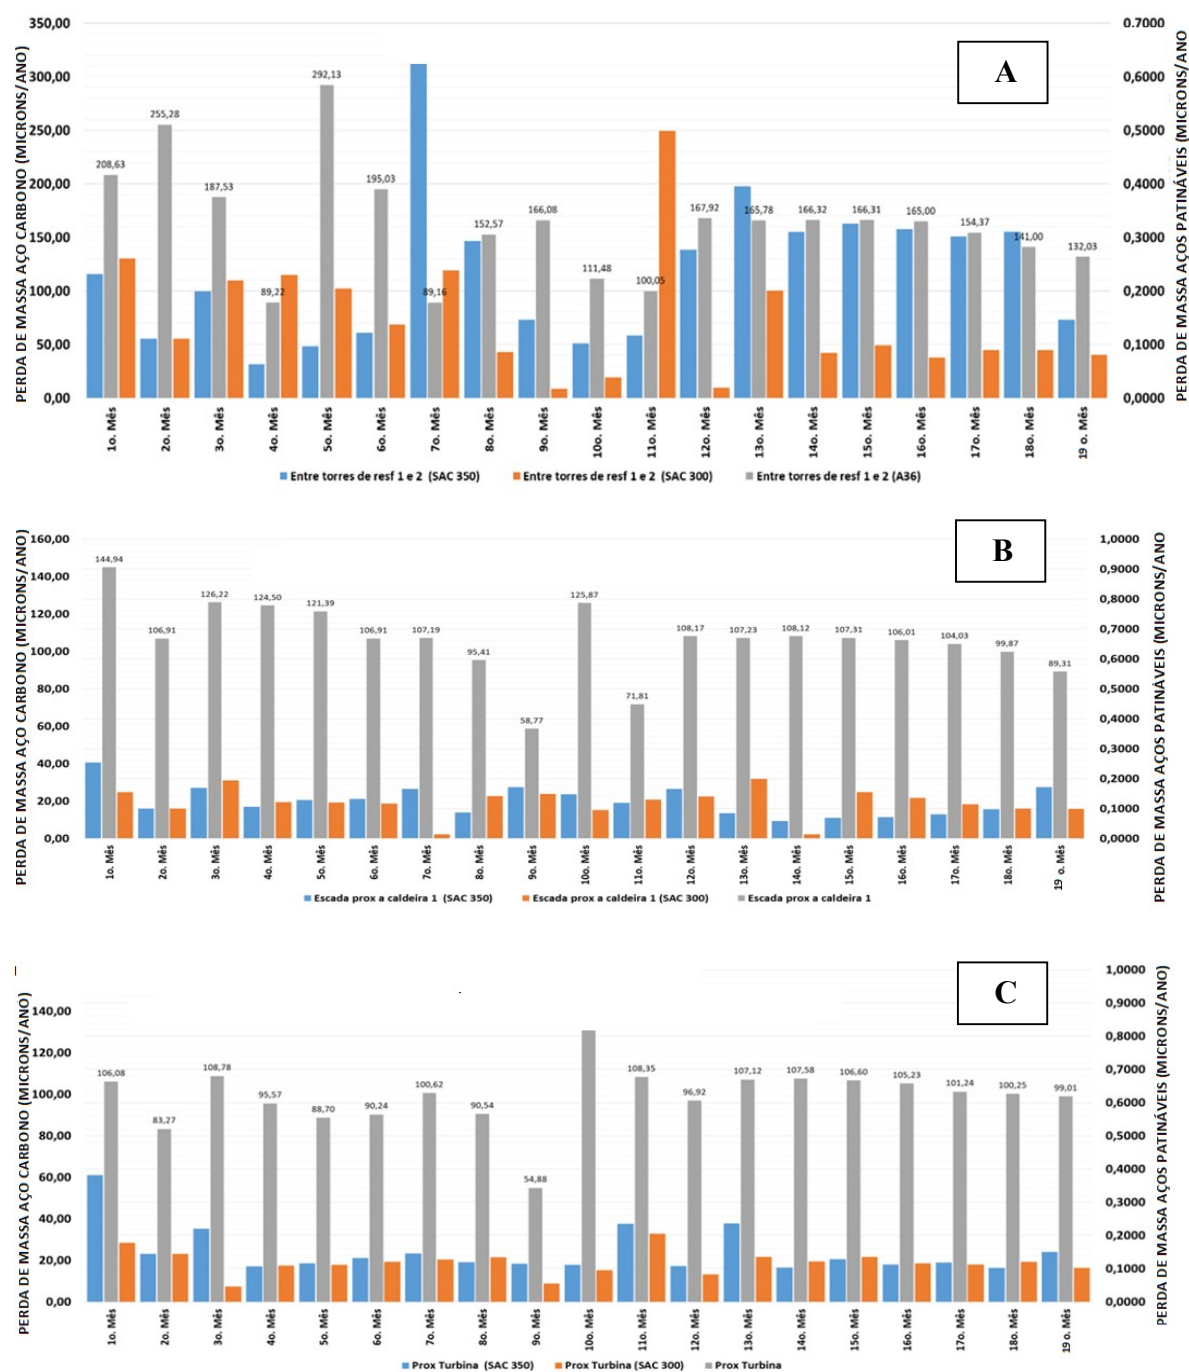 A
PERDA DE MASSA AÇO CARBONO (MICRONS/ANO)
350,00
300,00
250,00
200,00
150,00
100,00
50,00
0,00
208,63
255,28
187,53
89,22
292,13
195,03
89,16
152,57
166,08
111,48
100,05
167,92
165,78
166,32
166,31
165,00
154,37
141,00
132,03
0.7000
0,6000
0,5000
0,4000
0,3000
0,2000
0,1000
0,0000
PERDA DE MASSA AÇOS PATINÁVEIS (MICRONS/ANO
1o. Mês
2o. Mês
3o. Mês
4o. Mês
5o. Mês
6o. Mês
7o. Mês
8o. Mês
9o. Mês
10o. Mês
11o. Mês
12o. Mês
13o. Mês
14o. Mês
15o. Mês
16o. Mês
17o. Mês
18o. Mês
19 o. Mês
Entre torres de resf 1 e 2 (SAC 350) Entre torres de resf 1 e 2 (SAC 300) Entre torres de resf 1 e 2 (A36)
B
PERDA DE MASSA AÇO CARBONO (MICRONS/ANO)
160,00
140,00
120,00
100,00
80,00
60,00
40,00
20,00
0,00
144,94
106,91
126,22
124,50
121,39
106,91
107,19
95,41
58,77
125,87
71,81
108,17
107,23
108,12
107,31
106,01
104,03
99,87
89,31
1,0000
0,9000
0,8000
0,7000
0,6000
0,5000
0,4000
0,3000
0,2000
0,1000
0,0000
PERDA DE MASSA AÇOS PATINÁVEIS (MICRONS/ANO
1o. Mês
2o. Mês
3o. Mês
4o. Mês
5o. Mês
6o. Mês
7o. Mês
8o. Mês
9o. Mês
10o. Mês
11o. Mês
12o. Mês
13o. Mês
14o. Mês
15o. Mês
16o. Mês
17o. Mês
18o. Mês
19 o. Mês
Escada prox a caldeira 1 (SAC 350) Escada prox a caldeira 1 (SAC 300) Escada prox a caldeira 1
C
PERDA DE MASSA AÇO CARBONO (MICRONS/ANO)
140,00
120,00
100,00
80,00
60,00
40,00
20,00
0,00
106,08
83,27
108,78
95,57
88,70
90,24
100,62
90,54
54,88
108,35
96,92
107,12
107,58
106,60
105,23
101,24
100,25
99,01
1,0000
0,9000
0,8000
0,7000
0,6000
0,5000
0,4000
0,3000
0,2000
0,1000
0,0000
PERDA DE MASSA AÇOS PATINÁVEIS (MICRONS/ANO)
1o. Mês
2o. Mês
3o. Mês
4o. Mês
5o. Mês
6o. Mês
7o. Mês
8o. Mês
9o. Mês
10o. Mês
11o. Mês
12o. Mês
13o. Mês
14o. Mês
15o. Mês
16o. Mês
17o. Mês
18o. Mês
19 o. Mês
Prox Turbina (SAC 350) Prox Turbina (SAC 300) Prox Turbina